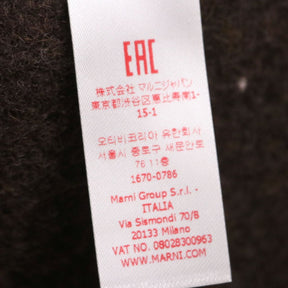 EAC
株式会社 マルニジャパン
東京都渋谷区恵比寿南1-
15-1
오티비코리아 유한회사
서울시 종로구 새문안로
76 11층
1670-0786
Marni Group S.r.l. -
ITALIA
Via Sismondi 70/B
20133 Milano
VAT NO. 08028300963
WWW.MARNI.COM